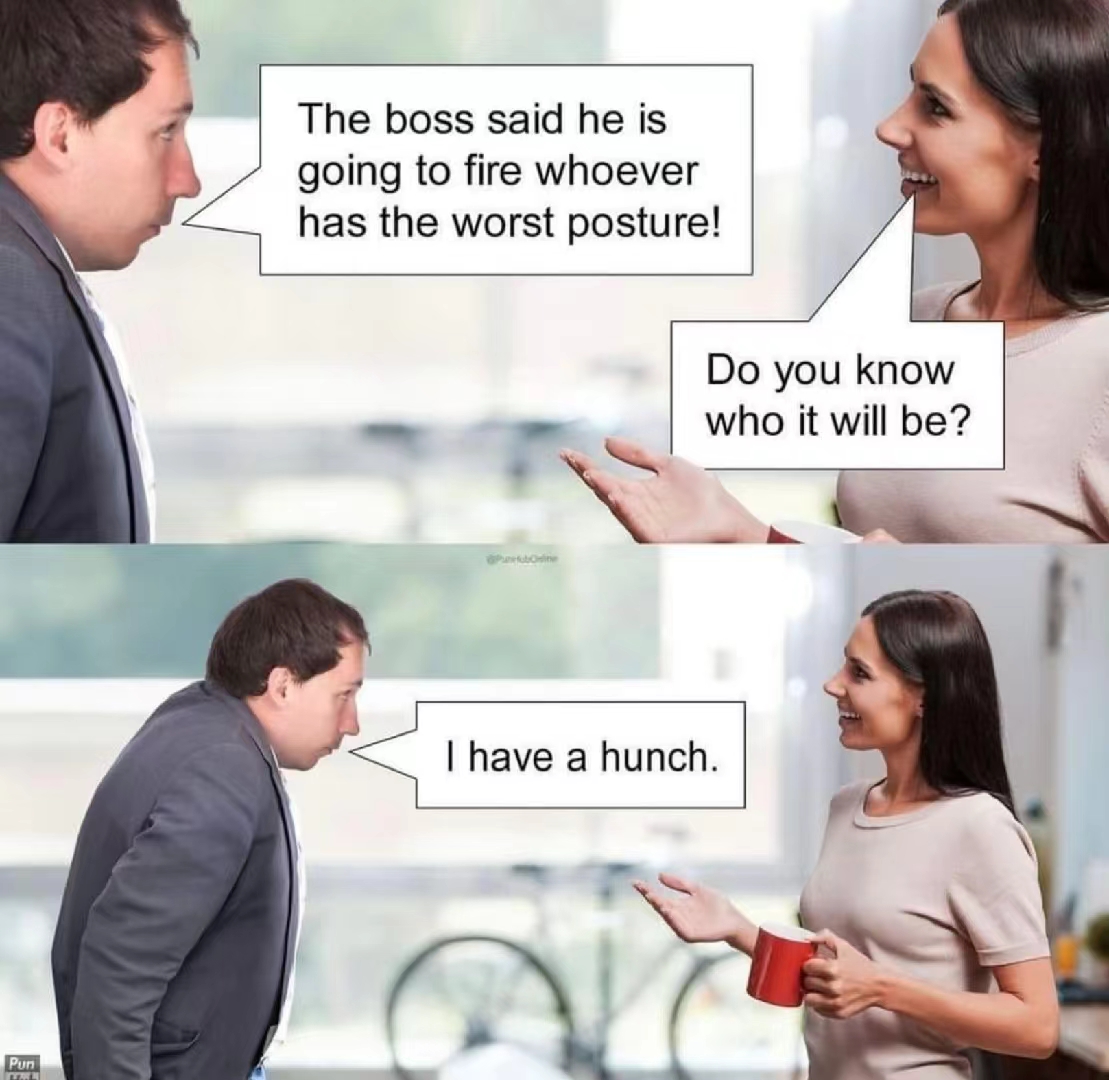 The boss said he is
going to fire whoever
has the worst posture!
Do you know
who it will be?
@PunHubOnline
I have a hunch.
Pun